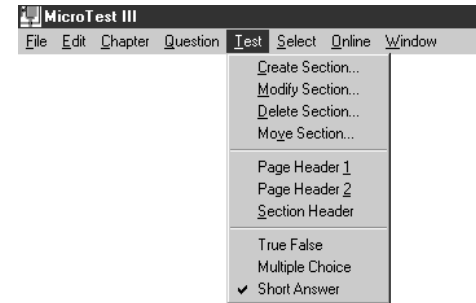 MicroTest III
File Edit Chapter Question Test Select Online Window
Create Section...
Modify Section...
Delete Section...
Move Section...
Page Header 1
Page Header 2
Section Header
True False
Multiple Choice
✔ Short Answer